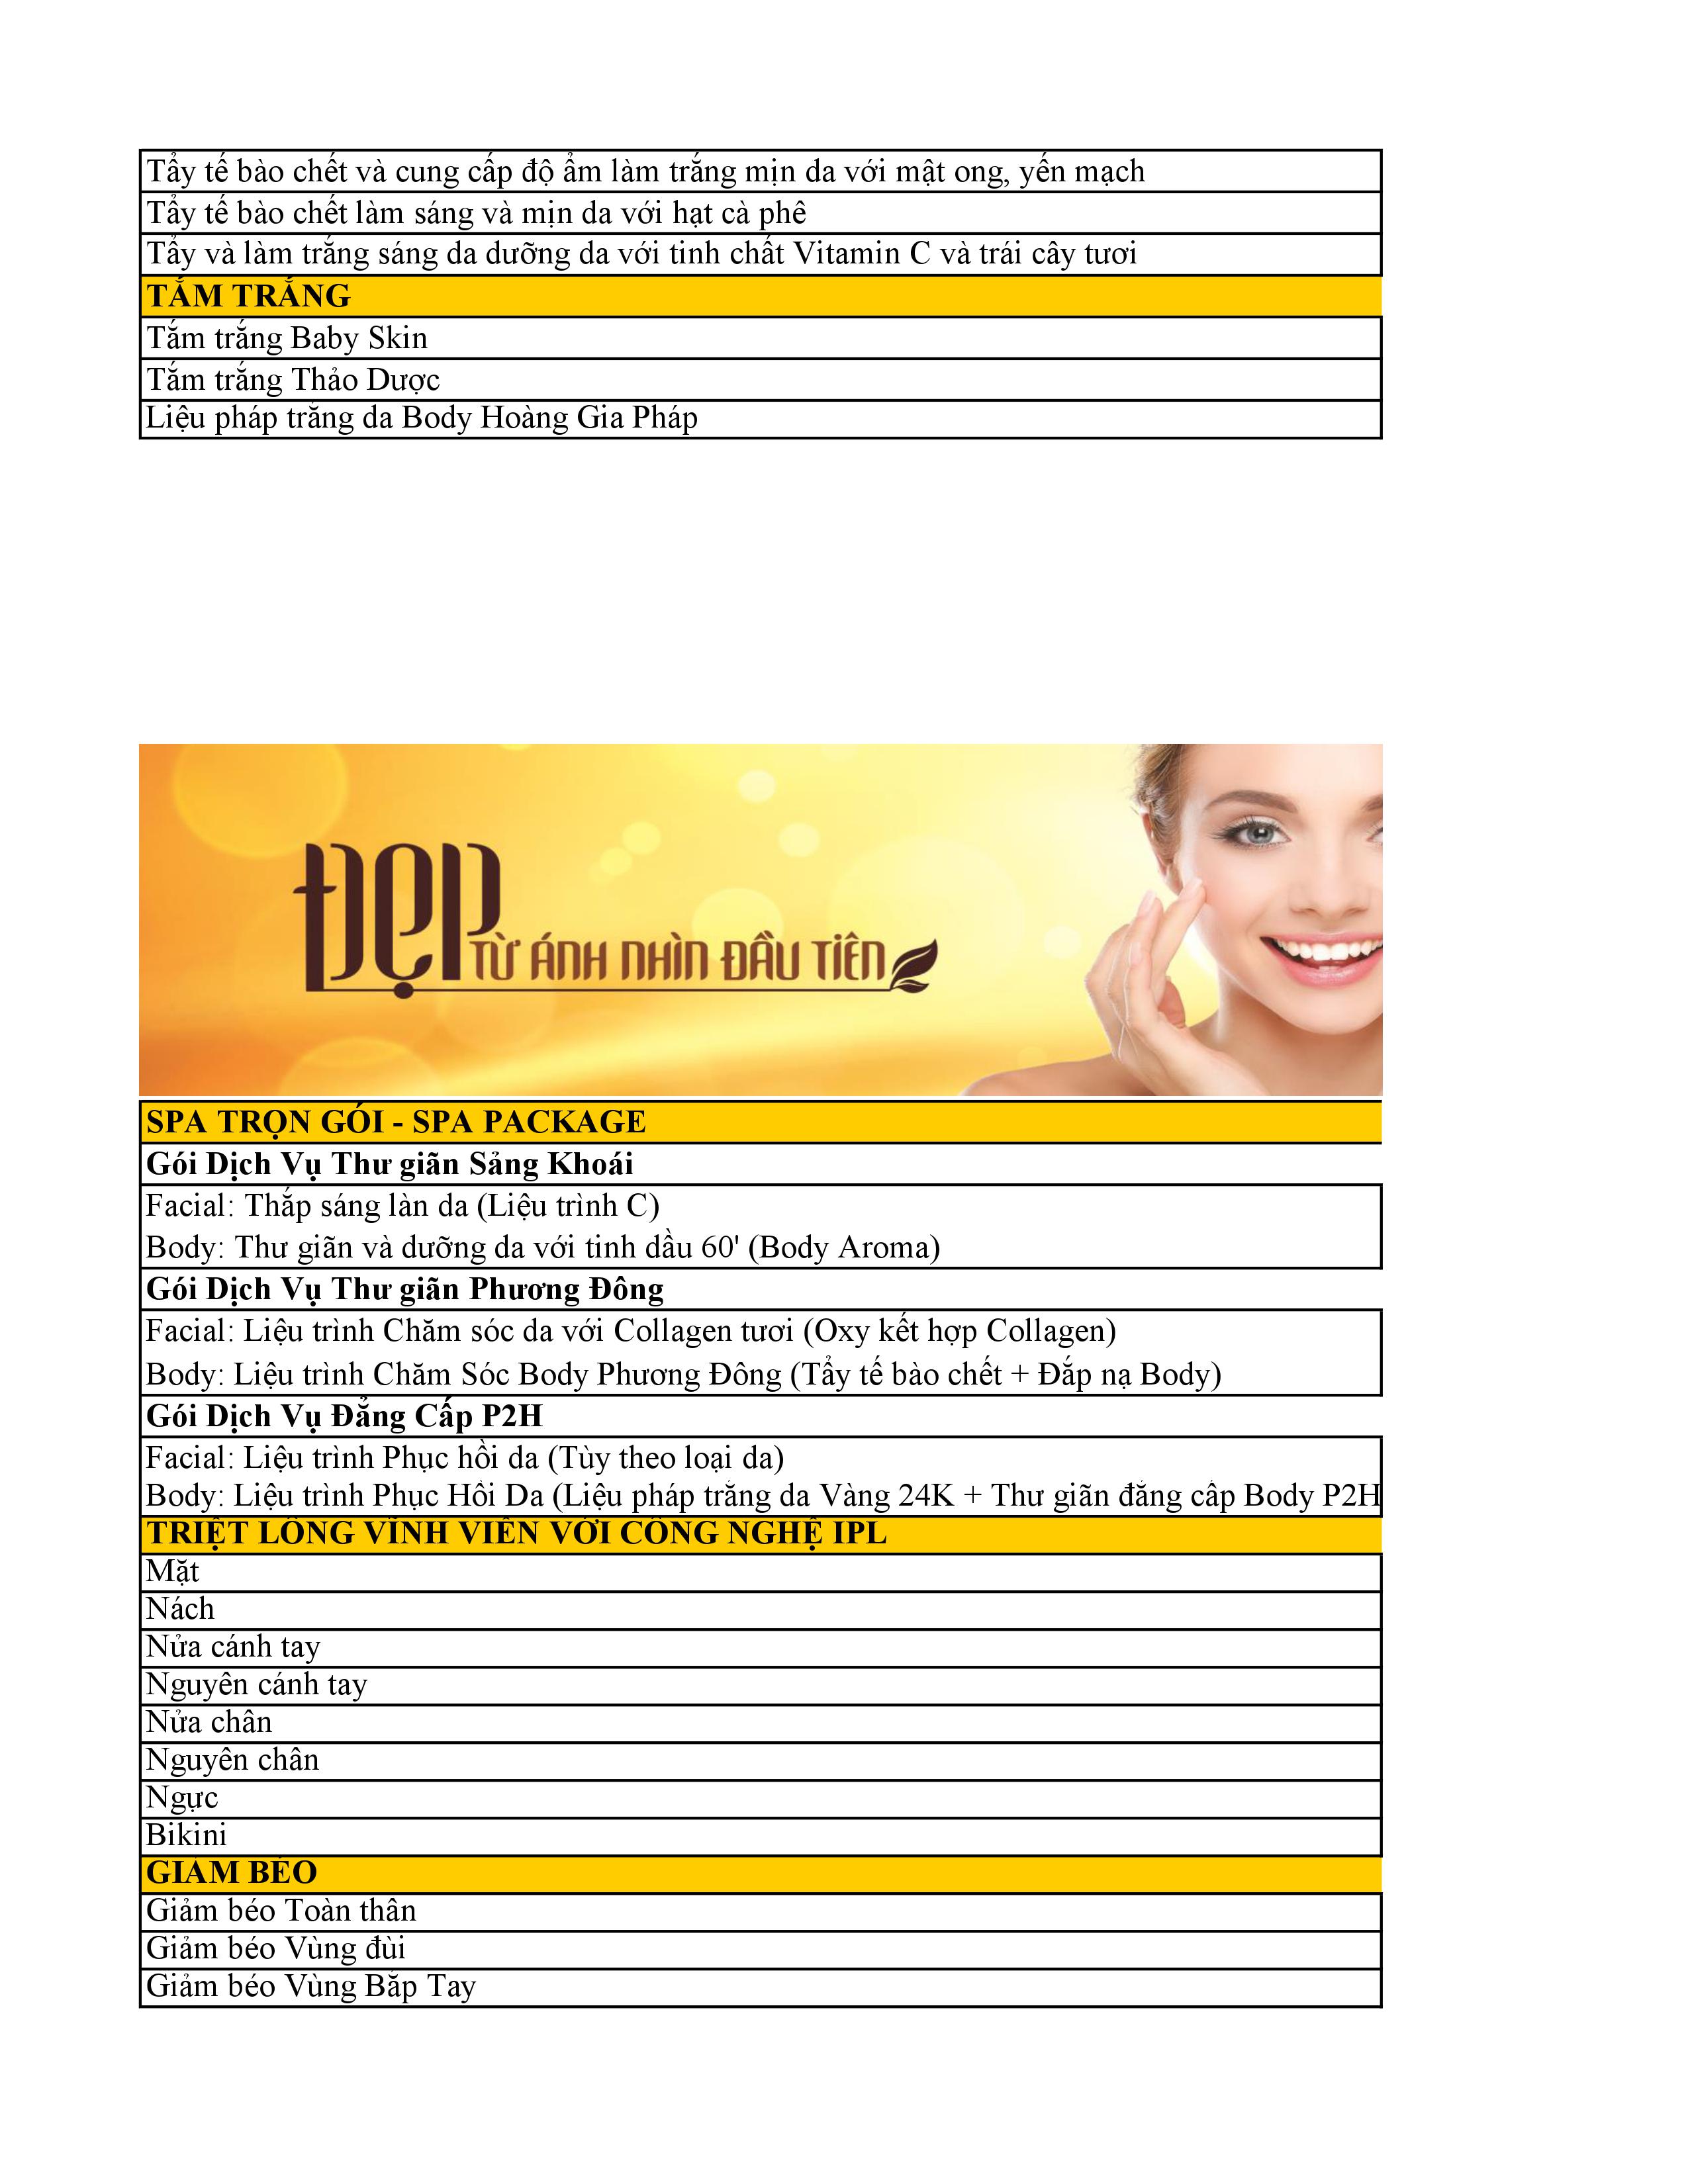 Tẩy tế bào chết và cung cấp độ ẩm làm trắng mịn da với mật ong, yến mạch
Tẩy tế bào chết làm sáng và mịn da với hạt cà phê
Tẩy và làm trắng sáng da dưỡng da với tinh chất Vitamin C và trái cây tươi
TẮM TRẮNG
Tắm trắng Baby Skin
Tắm trắng Thảo Dược
Liệu pháp trắng da Body Hoàng Gia Pháp
ĐẸP TỪ ÁNH NHÌN ĐẦU TIÊN
SPA TRỌN GÓI - SPA PACKAGE
Gói Dịch Vụ Thư giãn Sảng Khoái
Facial: Thắp sáng làn da (Liệu trình C)
Body: Thư giãn và dưỡng da với tinh dầu 60' (Body Aroma)
Gói Dịch Vụ Thư giãn Phương Đông
Facial: Liệu trình Chăm sóc da với Collagen tươi (Oxy kết hợp Collagen)
Body: Liệu trình Chăm Sóc Body Phương Đông (Tẩy tế bào chết + Đắp nạ Body)
Gói Dịch Vụ Đẳng Cấp P2H
Facial: Liệu trình Phục hồi da (Tùy theo loại da)
Body: Liệu trình Phục Hồi Da (Liệu pháp trắng da Vàng 24K + Thư giãn đẳng cấp Body P2H
TRIỆT LÔNG VĨNH VIỄN VỚI CÔNG NGHỆ IPL
Mặt
Nách
Nửa cánh tay
Nguyên cánh tay
Nửa chân
Nguyên chân
Ngực
Bikini
GIẢM BÉO
Giảm béo Toàn thân
Giảm béo Vùng đùi
Giảm béo Vùng Bắp Tay